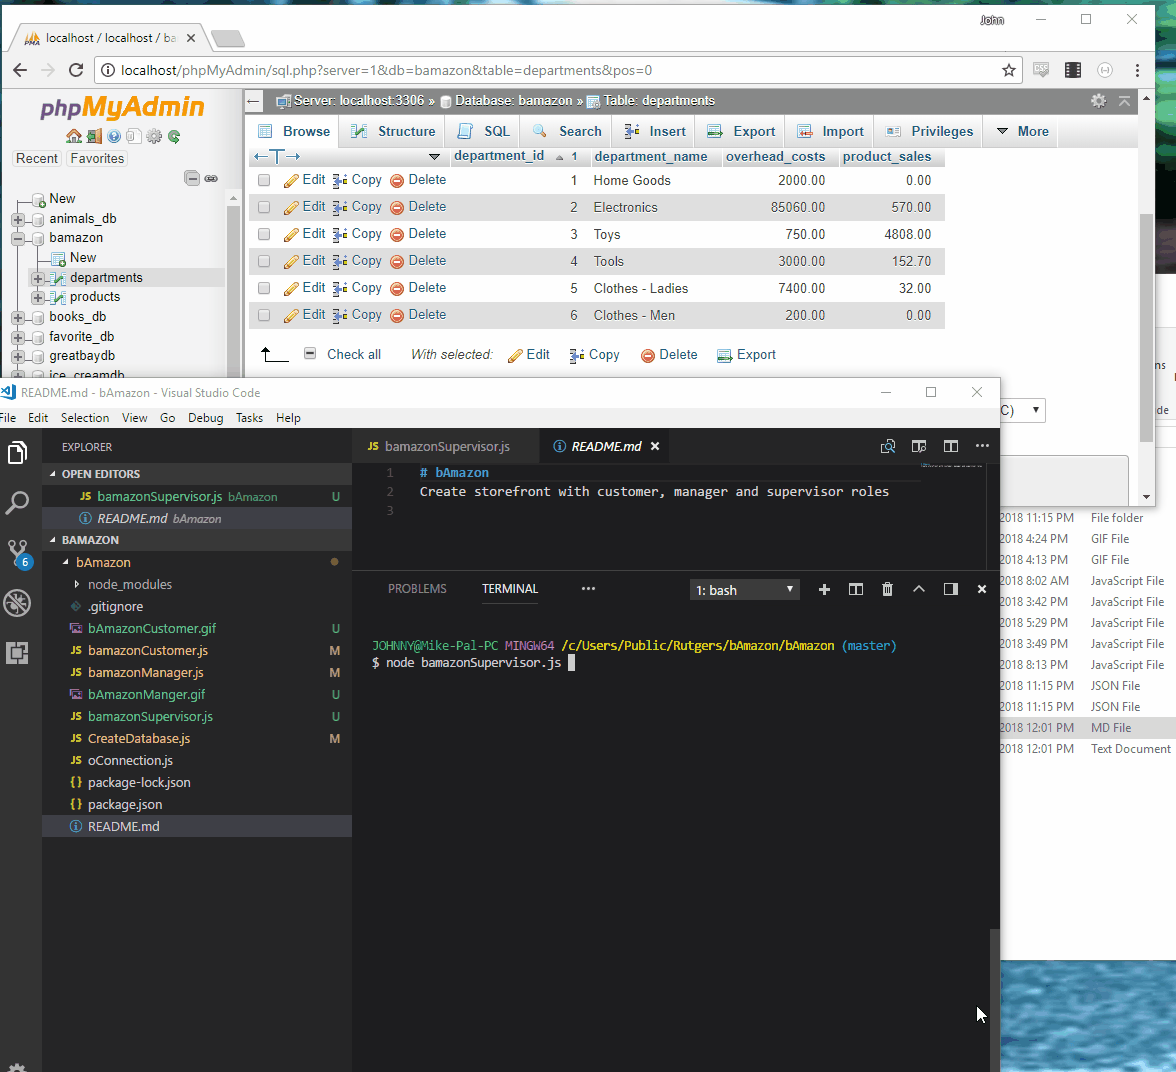 John
localhost / localhost / ba
localhost/phpMyAdmin/sql.php?server=1&db=bamazon&table=departments&pos=0
phpMyAdmin
Recent Favorites
New
animals_db
bamazon
New
departments
products
books_db
favorite_db
greatbaydb
ice_creamdb
Server: localhost:3306 » Database: bamazon » Table: departments
Browse Structure SQL Search Insert Export Import Privileges More
department_id 1 department_name overhead_costs product_sales
Edit Copy Delete 1 Home Goods 2000.00 0.00
Edit Copy Delete 2 Electronics 85060.00 570.00
Edit Copy Delete 3 Toys 750.00 4808.00
Edit Copy Delete 4 Tools 3000.00 152.70
Edit Copy Delete 5 Clothes - Ladies 7400.00 32.00
Edit Copy Delete 6 Clothes - Men 200.00 0.00
Check all With selected: Edit Copy Delete Export
C)
ns
de
README.md - bAmazon - Visual Studio Code
File Edit Selection View Go Debug Tasks Help
EXPLORER
OPEN EDITORS
JS bamazonSupervisor.js bAmazon U
README.md bAmazon
BAMAZON
bAmazon
node_modules
.gitignore
bAmazonCustomer.gif U
JS bamazonCustomer.js M
JS bamazonManager.js M
bAmazonManger.gif U
JS bamazonSupervisor.js U
JS CreateDatabase.js M
JS oConnection.js
{} package-lock.json
{} package.json
README.md
6
JS bamazonSupervisor.js README.md
1 # bAmazon
2 Create storefront with customer, manager and supervisor roles
3
PROBLEMS TERMINAL ••• 1: bash
JOHNNY@Mike-Pal-PC MINGW64 /c/Users/Public/Rutgers/bAmazon/bAmazon (master)
$ node bamazonSupervisor.js
2018 11:15 PM File folder
2018 4:24 PM GIF File
2018 4:13 PM GIF File
2018 8:02 AM JavaScript File
2018 3:42 PM JavaScript File
2018 5:29 PM JavaScript File
2018 3:49 PM JavaScript File
2018 8:13 PM JavaScript File
2018 11:15 PM JSON File
2018 11:15 PM JSON File
2018 12:01 PM MD File
2018 12:01 PM Text Document